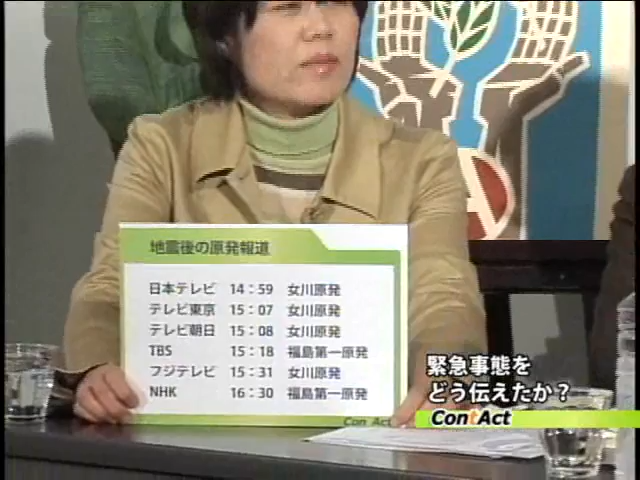 地震後の原発報道
日本テレビ 14：59 女川原発
テレビ東京 15：07 女川原発
テレビ朝日 15：08 女川原発
TBS 15：18 福島第一原発
フジテレビ 15：31 女川原発
NHK 16：30 福島第一原発
ContAct
緊急事態を
どう伝えたか？
ContAct